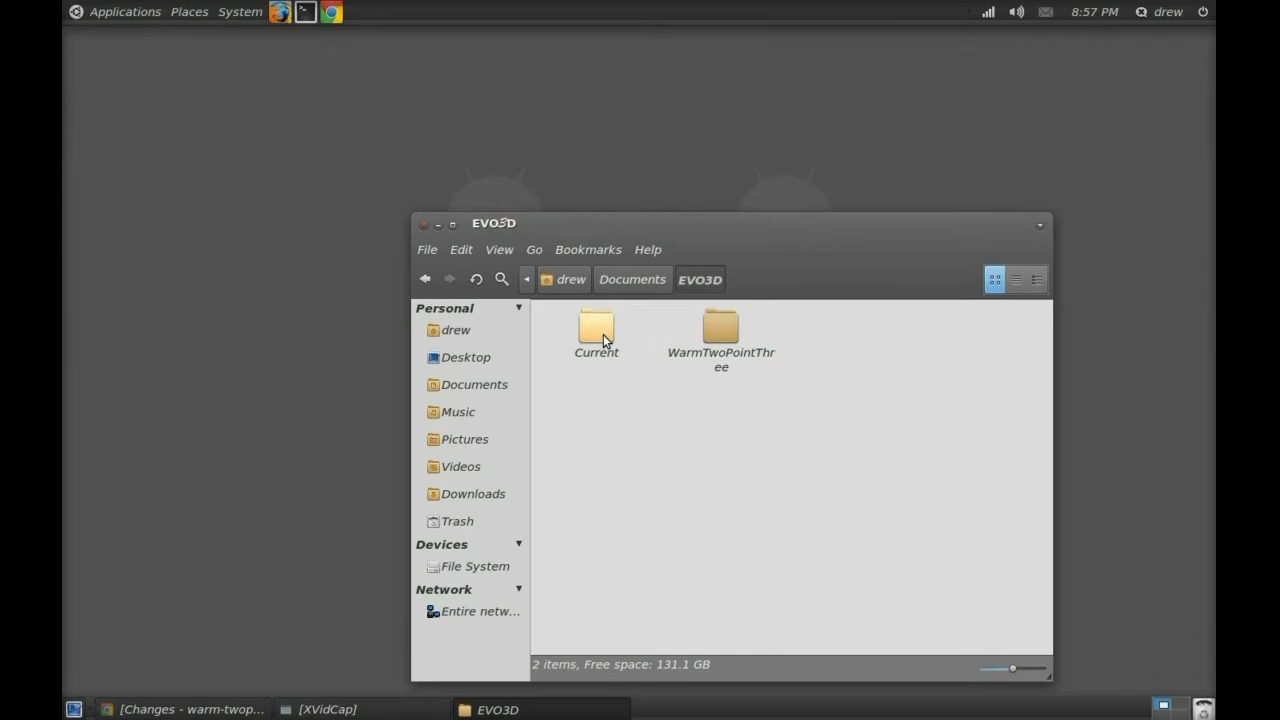 Applications Places System 8:57 PM drew
EVO3D
File Edit View Go Bookmarks Help
drew Documents EVO3D
Personal
drew
Desktop
Documents
Music
Pictures
Videos
Downloads
Trash
Devices
File System
Network
Entire netw...
Current
WarmTwoPointThr
ee
2 items, Free space: 131.1 GB
[Changes - warm-twop... [XVidCap] EVO3D